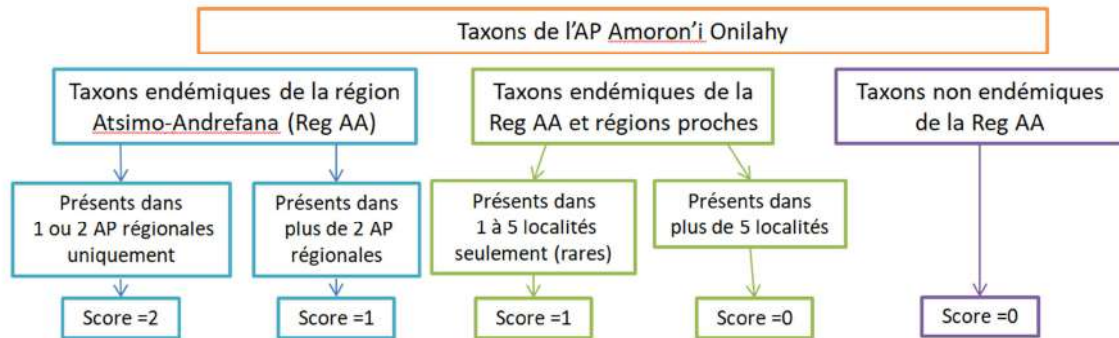 Taxons de l'AP Amoron'i Onilahy
Taxons endémiques de la région
Atsimo-Andrefana (Reg AA)
Taxons endémiques de la
Reg AA et régions proches
Taxons non endémiques
de la Reg AA
Présents dans
1 ou 2 AP régionales
uniquement
Présents dans
plus de 2 AP
régionales
Présents dans
1 à 5 localités
seulement (rares)
Présents dans
plus de 5 localités
Score =2
Score =1
Score =1
Score =0
Score =0